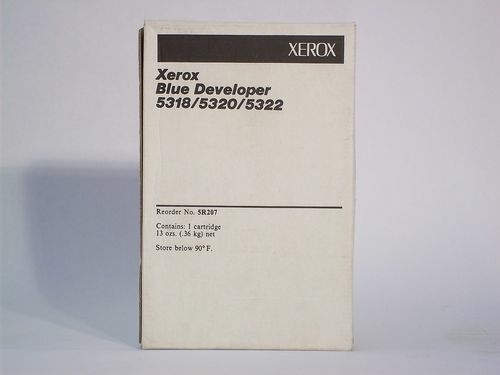 XEROX
Xerox
Blue Developer
5318/5320/5322
Reorder No. 5R207
Contains: 1 cartridge
13 ozs. (.36 kg) net
Store below 90° F.